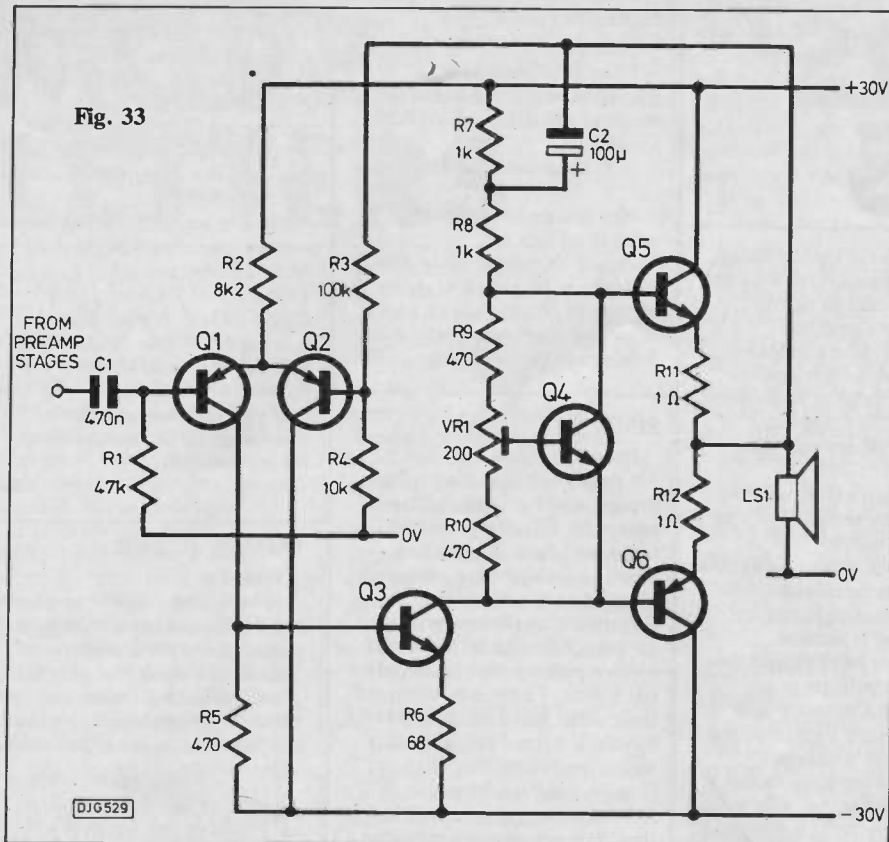 Fig. 33
+30V
R7
1k
C2
100µ
+
R8
1k
R2
8k2
R3
100k
Q5
FROM
PREAMP
STAGES
C1
470n
Q1
Q2
R9
470
Q4
R11
1Ω
VR1
200
R1
47k
R4
10k
R12
1Ω
LS1
R10
470
0V
0V
Q3
Q6
R5
470
R6
68
DJG529
-30V